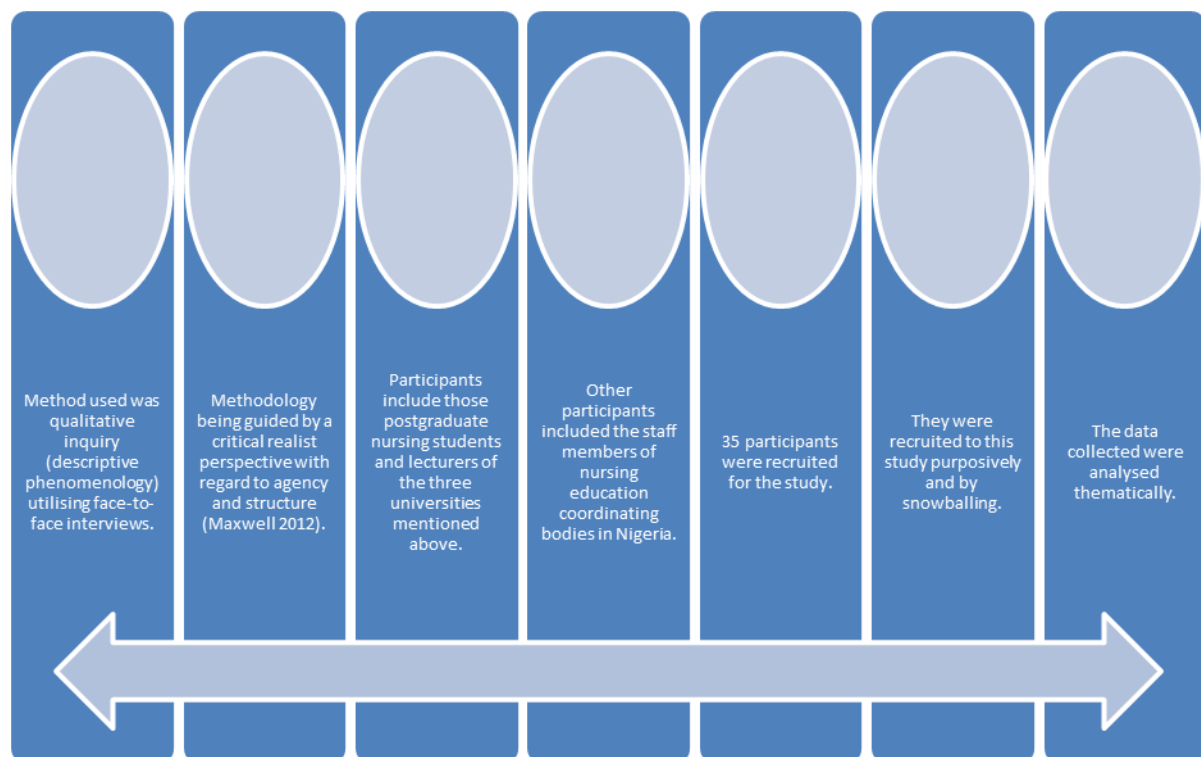 Method used was
qualitative
inquiry
(descriptive
phenomenology)
utilising face-to-
face interviews.
Methodology
being guided by a
critical realist
perspective with
regard to agency
and structure
(Maxwell 2012).
Participants
include those
postgraduate
nursing students
and lecturers of
the three
universities
mentioned
above.
Other
participants
included the staff
members of
nursing
education
coordinating
bodies in Nigeria.
35 participants
were recruited
for the study.
They were
recruited to this
study purposively
and by
snowballing.
The data
collected were
analysed
thematically.